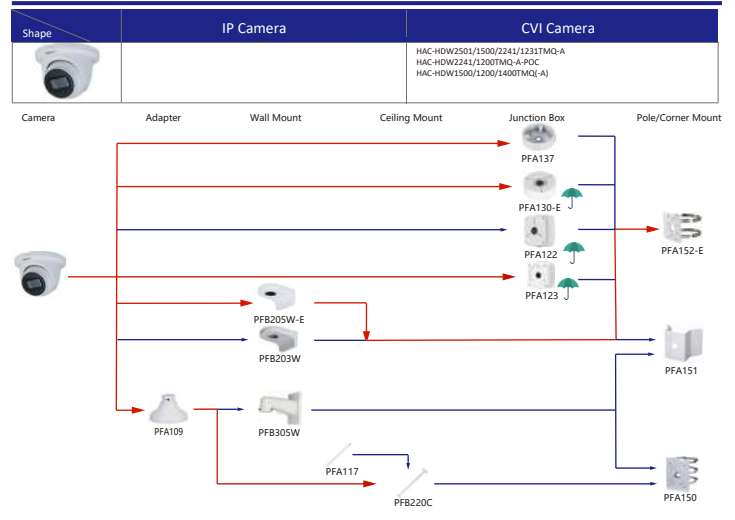 Shape
IP Camera
CVI Camera
HAC-HDW2501/1500/2241/1231TMQ-A
HAC-HDW2241/1200TMQ-A-POC
HAC-HDW1500/1200/1400TMQ(-A)
Camera
Adapter
Wall Mount
Ceiling Mount
Junction Box
Pole/Corner Mount
PFA137
PFA130-E
PFA122
PFA152-E
PFA123
PFB205W-E
PFB203W
PFA151
PFA109
PFB305W
PFA117
PFB220C
PFA150